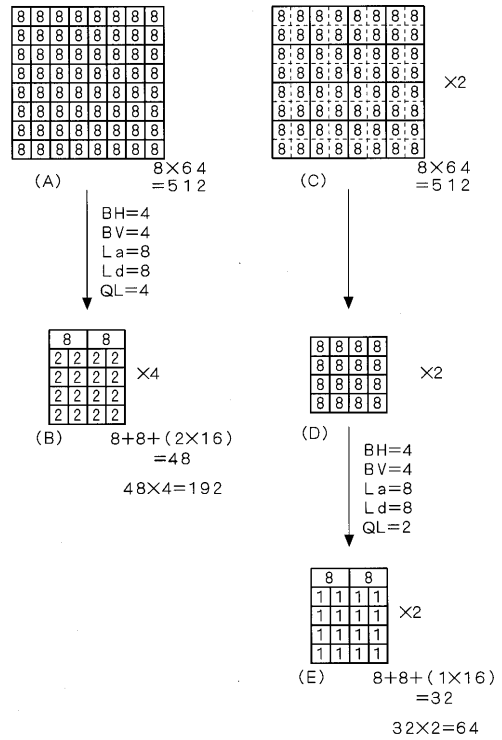 8 8 8 8 8 8 8 8
8 8 8 8 8 8 8 8
8 8 8 8 8 8 8 8
8 8 8 8 8 8 8 8
8 8 8 8 8 8 8 8
8 8 8 8 8 8 8 8
8 8 8 8 8 8 8 8
8 8 8 8 8 8 8 8
(A)
8×64
=512
BH=4
BV=4
La=8
Ld=8
QL=4
8 8
2 2 2 2
2 2 2 2
2 2 2 2
2 2 2 2
×4
(B)
8+8+(2×16)
=48
48×4=192
8 8 8 8 8 8 8 8
8 8 8 8 8 8 8 8
8 8 8 8 8 8 8 8
8 8 8 8 8 8 8 8
8 8 8 8 8 8 8 8
8 8 8 8 8 8 8 8
8 8 8 8 8 8 8 8
8 8 8 8 8 8 8 8
×2
(C)
8×64
=512
8 8 8 8
8 8 8 8
8 8 8 8
8 8 8 8
×2
(D)
BH=4
BV=4
La=8
Ld=8
QL=2
8 8
1 1 1 1
1 1 1 1
1 1 1 1
1 1 1 1
×2
(E)
8+8+(1×16)
=32
32×2=64